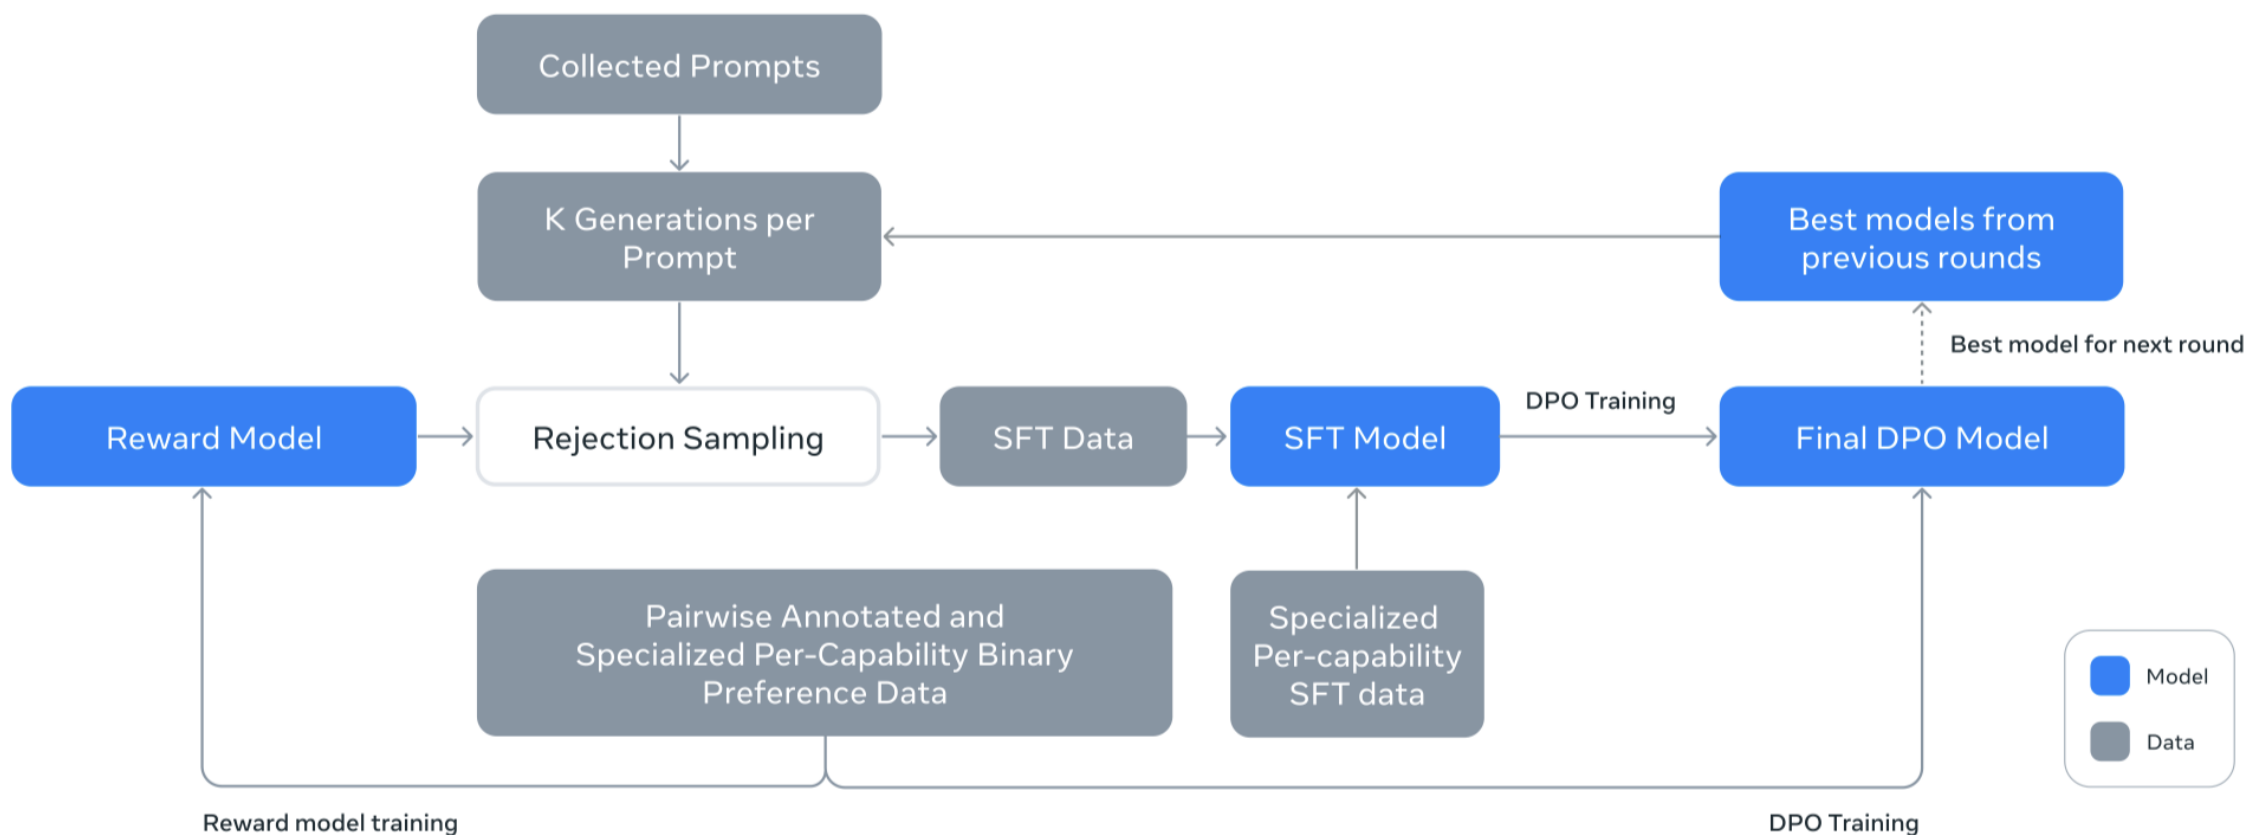 Collected Prompts
K Generations per
Prompt
Best models from
previous rounds
Best model for next round
Reward Model
Rejection Sampling
SFT Data
SFT Model
DPO Training
Final DPO Model
Pairwise Annotated and
Specialized Per-Capability Binary
Preference Data
Specialized
Per-capability
SFT data
Model
Data
Reward model training
DPO Training